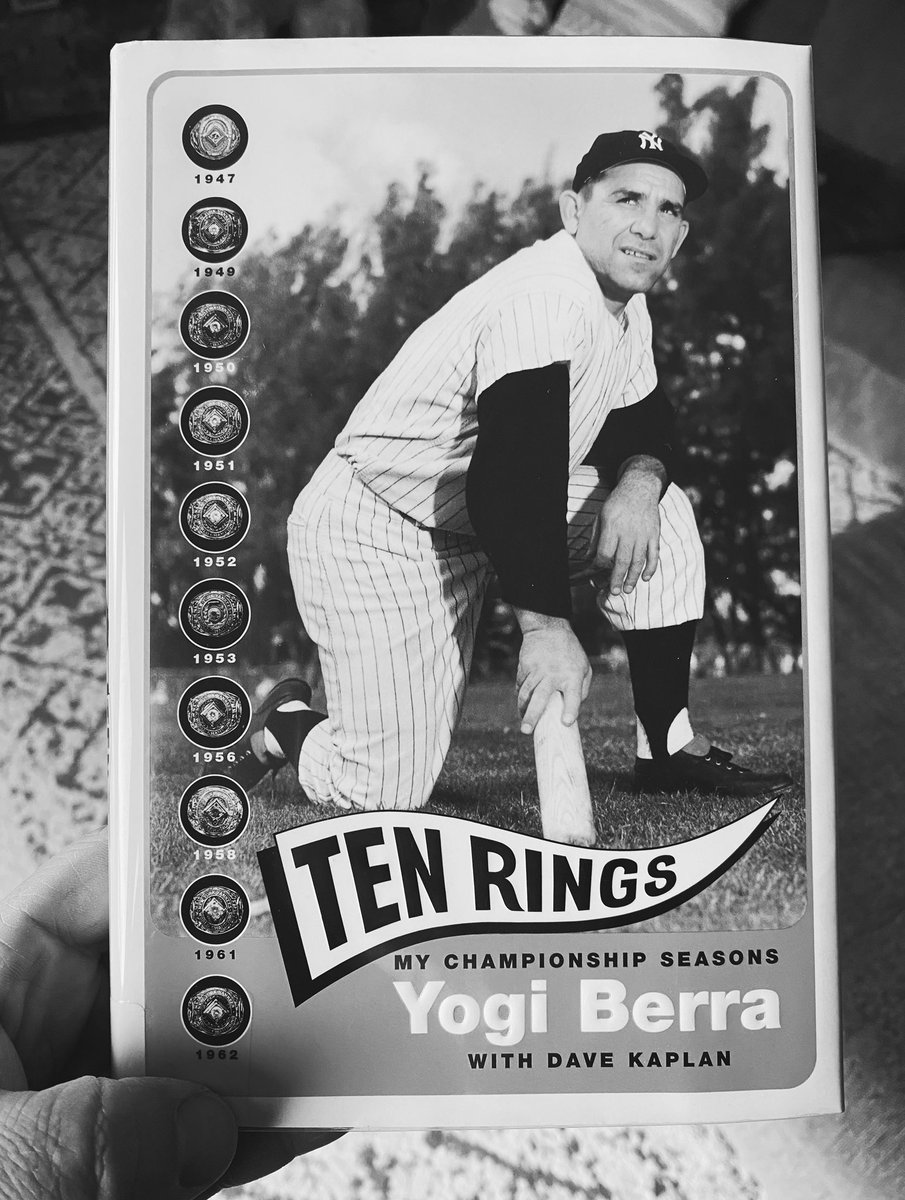 NY
1947
1949
1950
1951
1952
1953
1956
1958
1961
1962
TEN RINGS
MY CHAMPIONSHIP SEASONS
Yogi Berra
WITH DAVE KAPLAN